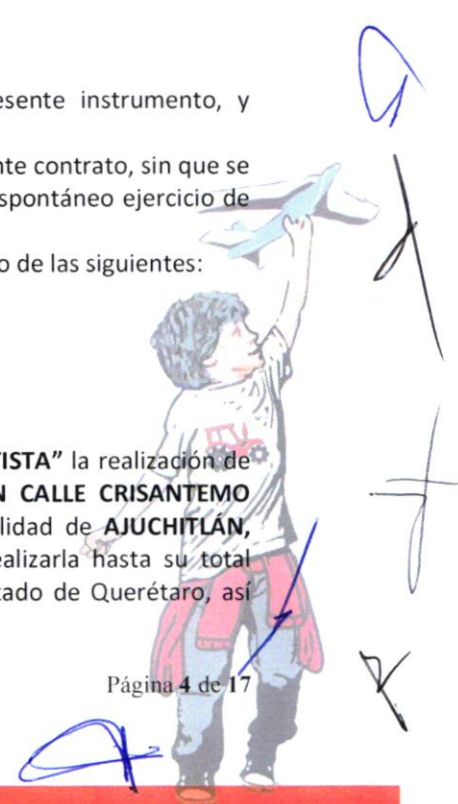 esente instrumento, y
nte contrato, sin que se
spontáneo ejercicio de
o de las siguientes:
TISTA” la realización de
N CALLE CRISANTEMO
lidad de AJUCHITLÁN,
ealizarla hasta su total
tado de Querétaro, así
Página 4 de 17